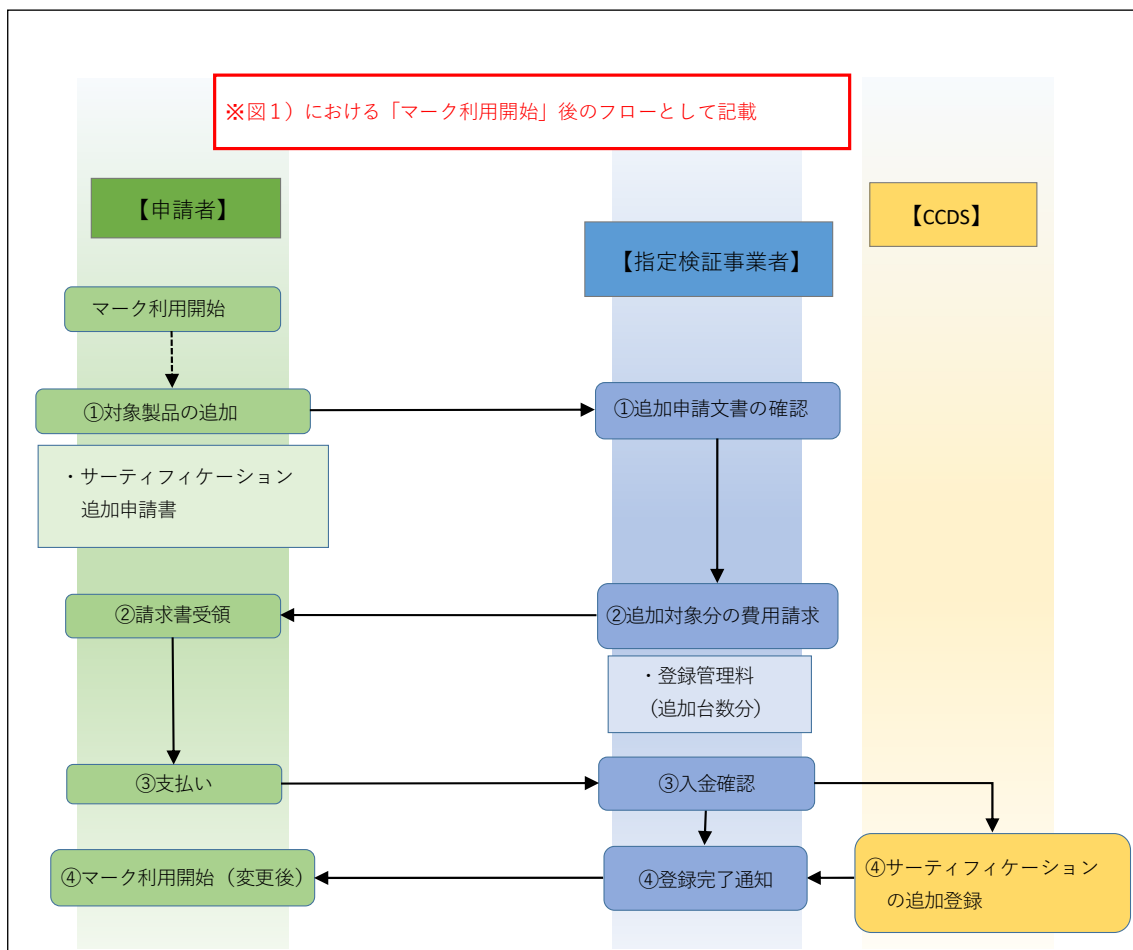 ※図1）における「マーク利用開始」後のフローとして記載
【申請者】
【指定検証事業者】
【CCDS】
マーク利用開始
①対象製品の追加
①追加申請文書の確認
・サーティフィケーション
追加申請書
②請求書受領
②追加対象分の費用請求
・登録管理料
（追加台数分）
③支払い
③入金確認
④マーク利用開始（変更後）
④登録完了通知
④サーティフィケーション
の追加登録